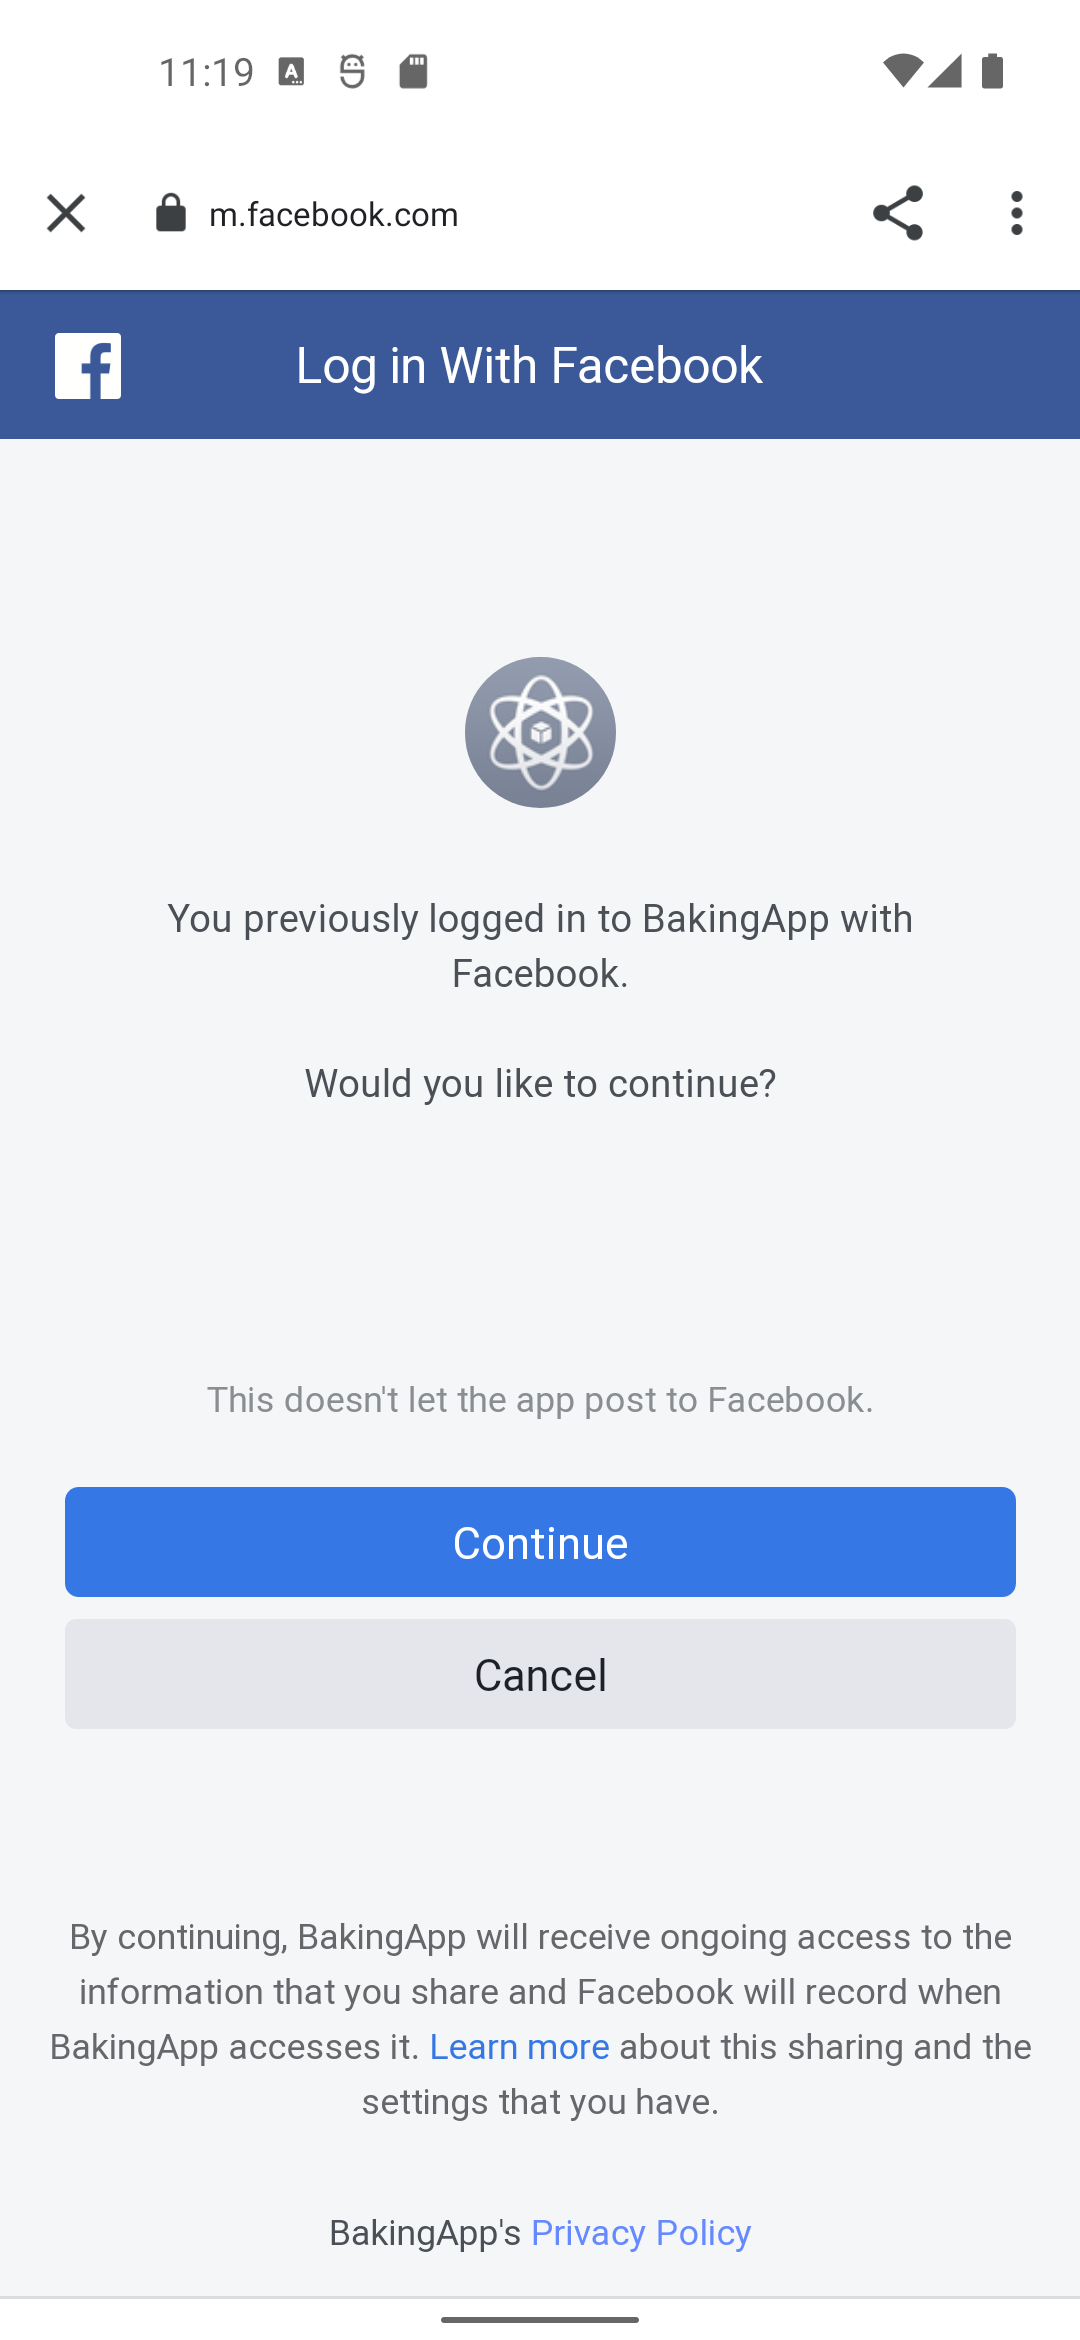 11:19
m.facebook.com
Log in With Facebook
You previously logged in to BakingApp with
Facebook.
Would you like to continue?
This doesn't let the app post to Facebook.
Continue
Cancel
By continuing, BakingApp will receive ongoing access to the
information that you share and Facebook will record when
BakingApp accesses it. Learn more about this sharing and the
settings that you have.
BakingApp's Privacy Policy